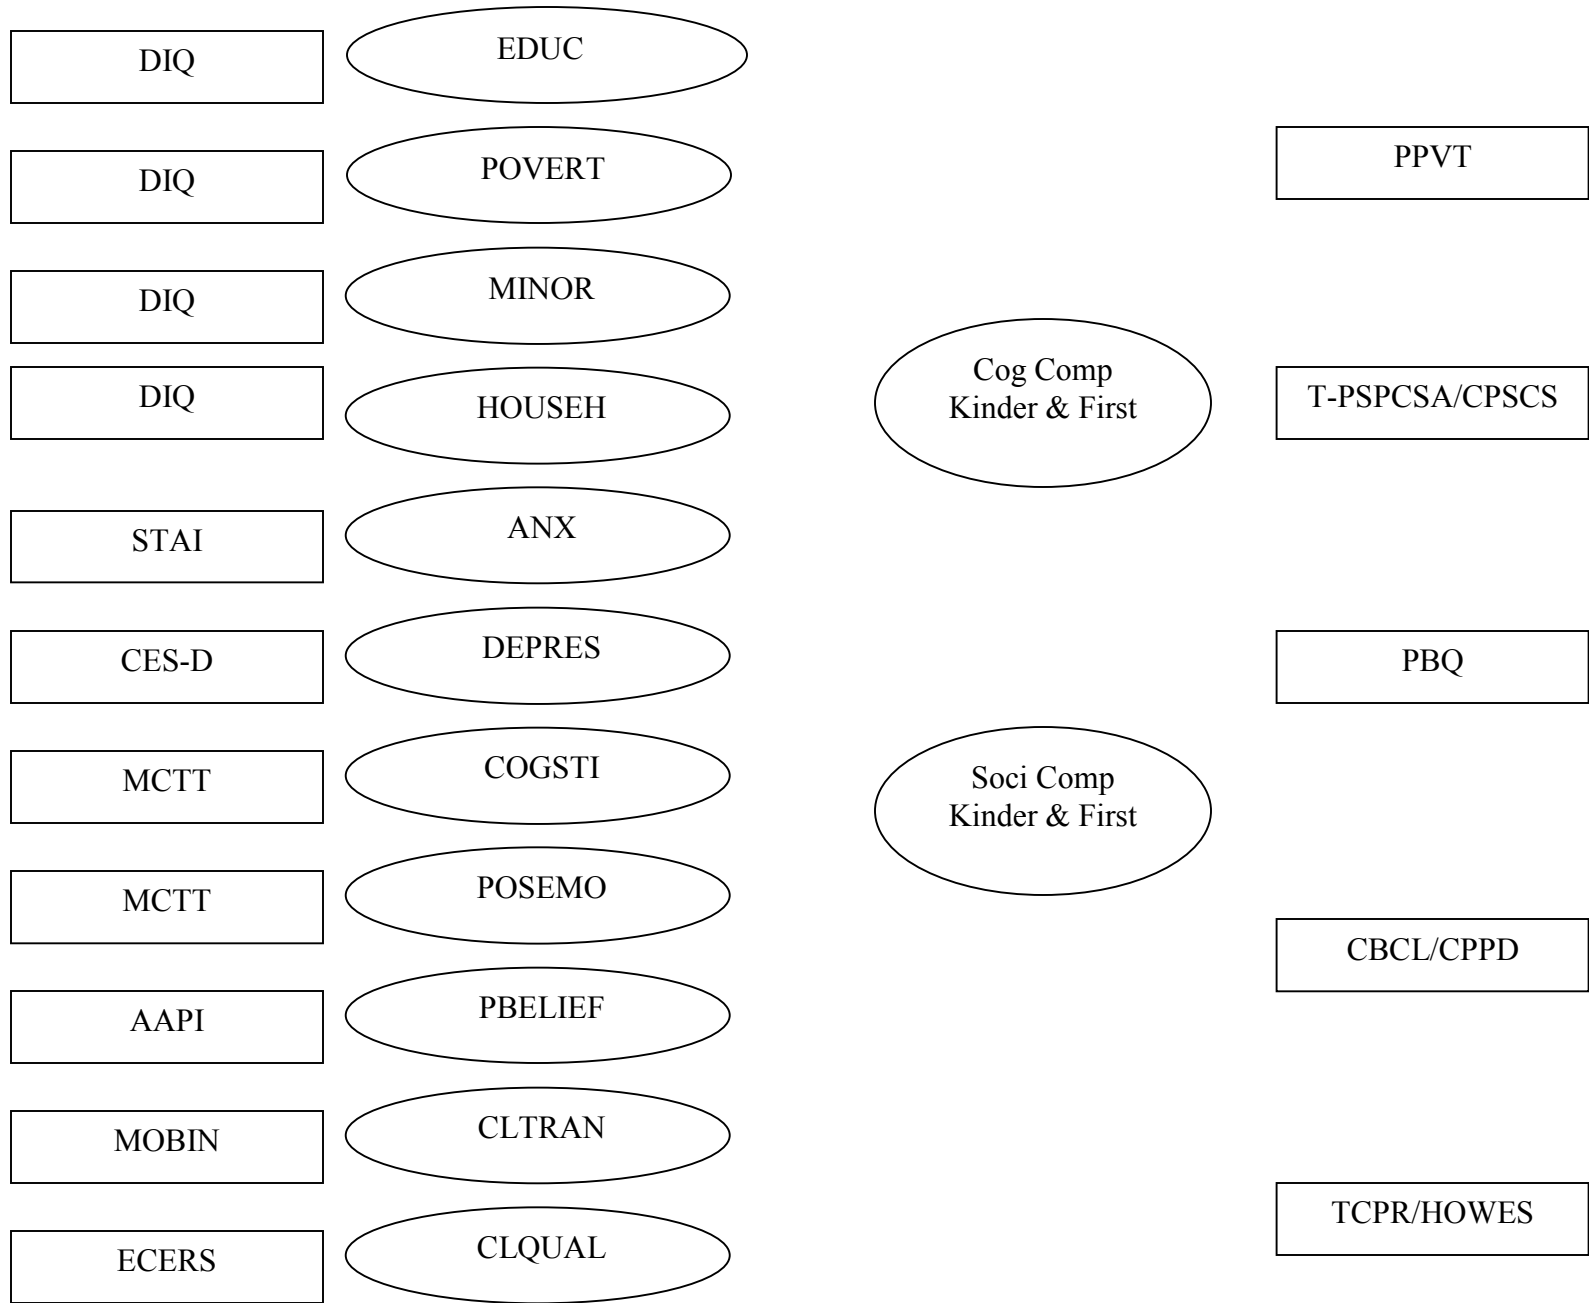 DIQ
EDUC
DIQ
POVERT
PPVT
DIQ
MINOR
DIQ
HOUSEH
Cog Comp
Kinder & First
T-PSPCSA/CPSCS
STAI
ANX
CES-D
DEPRES
PBQ
MCTT
COGSTI
Soci Comp
Kinder & First
MCTT
POSEMO
CBCL/CPPD
AAPI
PBELIEF
MOBIN
CLTRAN
TCPR/HOWES
ECERS
CLQUAL